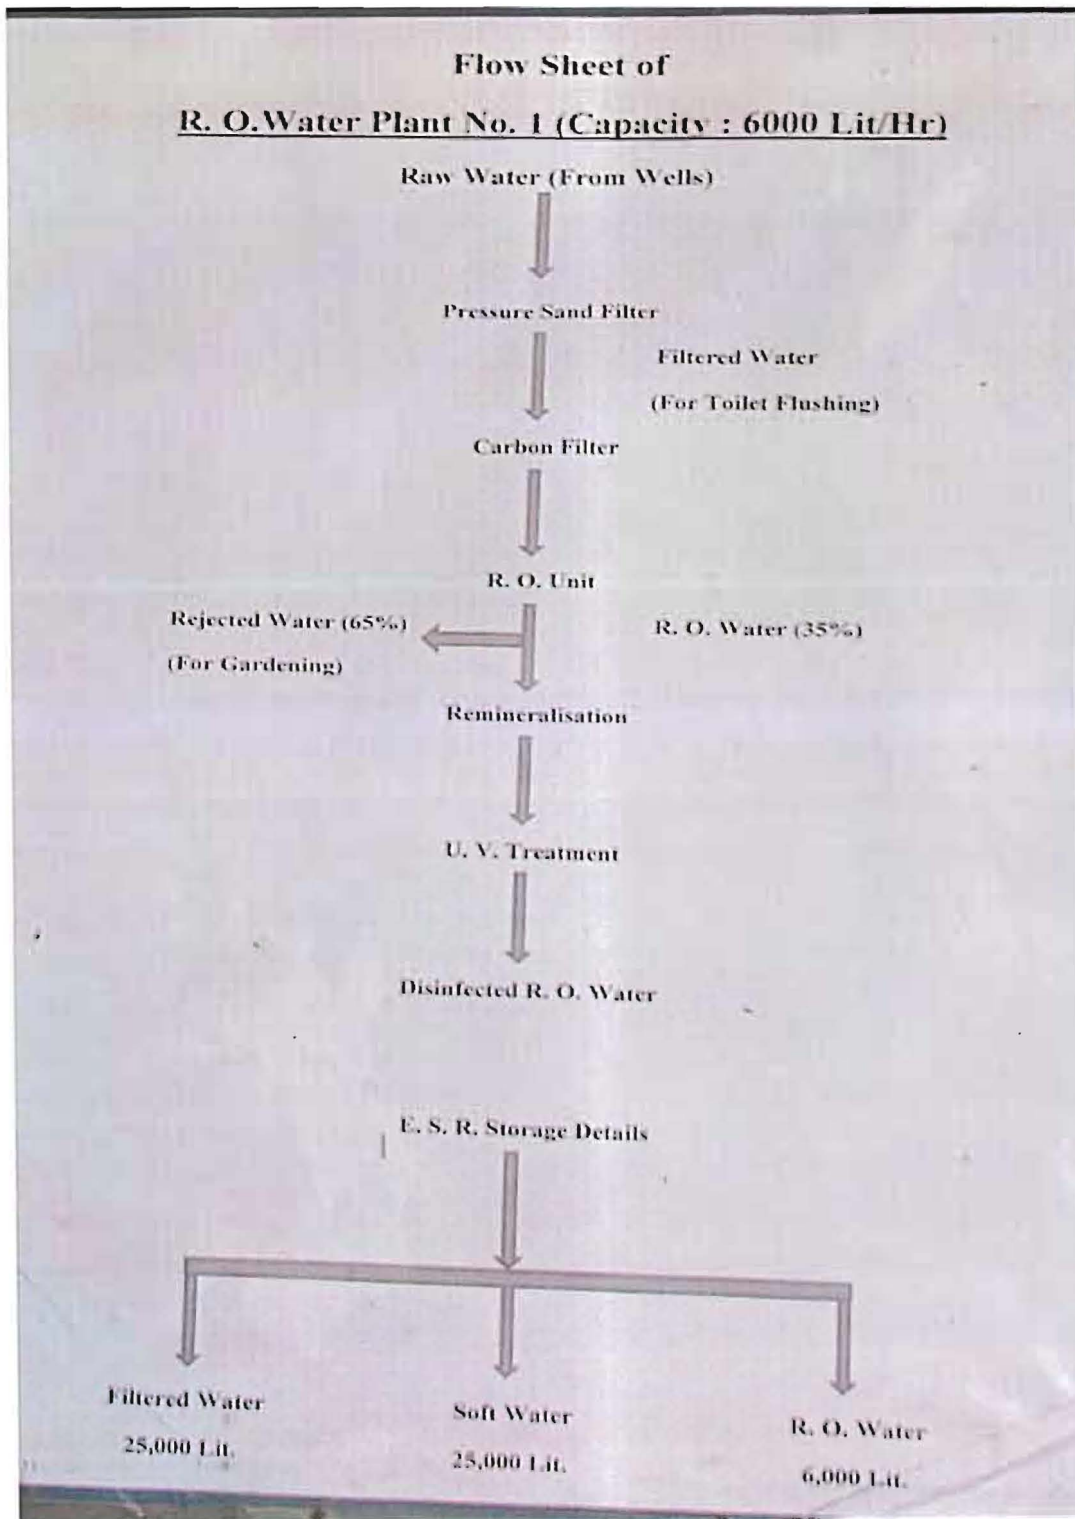 Flow Sheet of
R. O.Water Plant No. 1 (Capacity : 6000 Lit/Hr)
Raw Water (From Wells)
Pressure Sand Filter
Filtered Water
(For Toilet Flushing)
Carbon Filter
R. O. Unit
Rejected Water (65%)
(For Gardening)
R. O. Water (35%)
Remineralisation
U. V. Treatment
Disinfected R. O. Water
E. S. R. Storage Details
Filtered Water
25,000 Lit.
Soft Water
25,000 Lit.
R. O. Water
6,000 Lit.